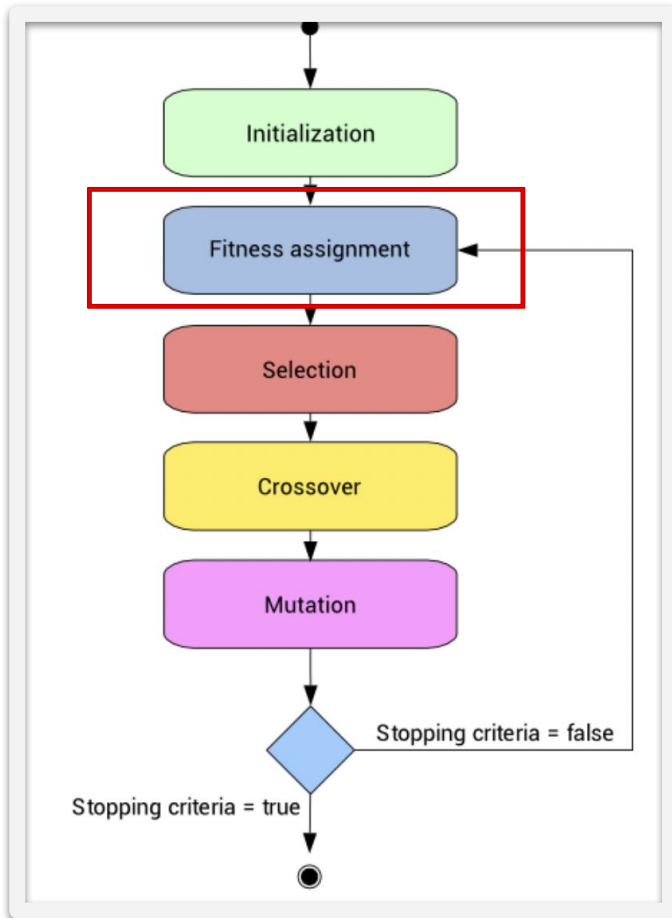 Initialization
Fitness assignment
Selection
Crossover
Mutation
Stopping criteria = false
Stopping criteria = true